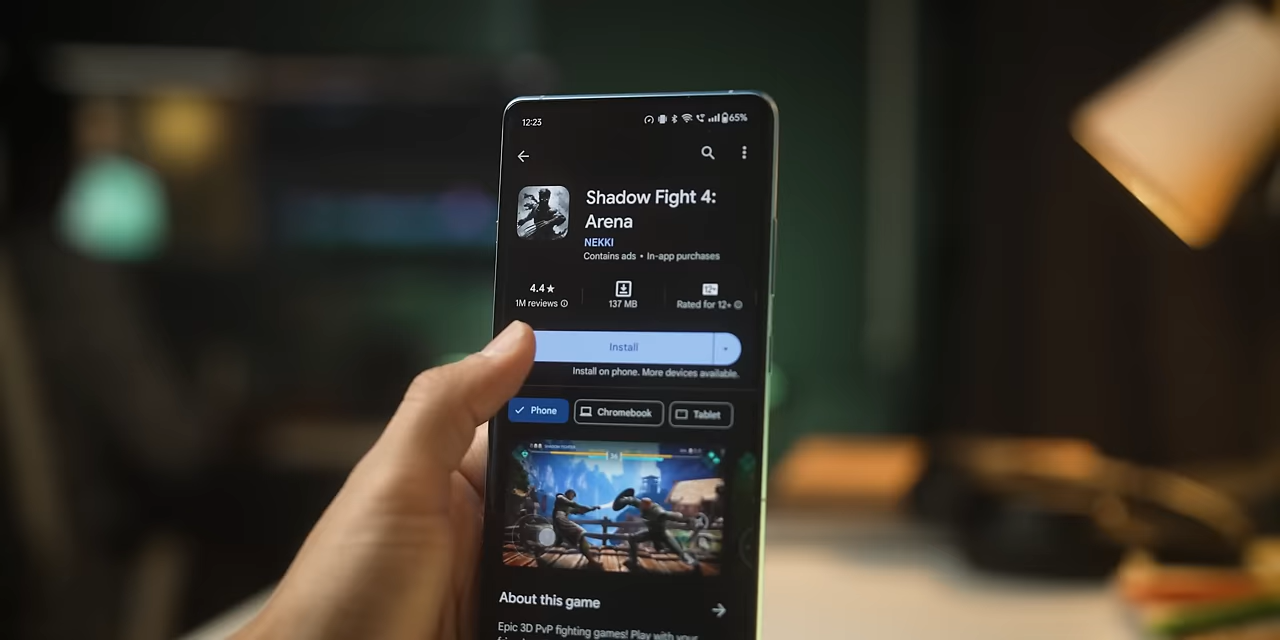 12:23
65%
Shadow Fight 4:
Arena
NEKKI
Contains ads • In-app purchases
4.4★
1M reviews
137 MB
12+
Rated for 12+
Install
Install on phone. More devices available.
Phone
Chromebook
Tablet
36
About this game
Epic 3D PvP fighting games! Play with your